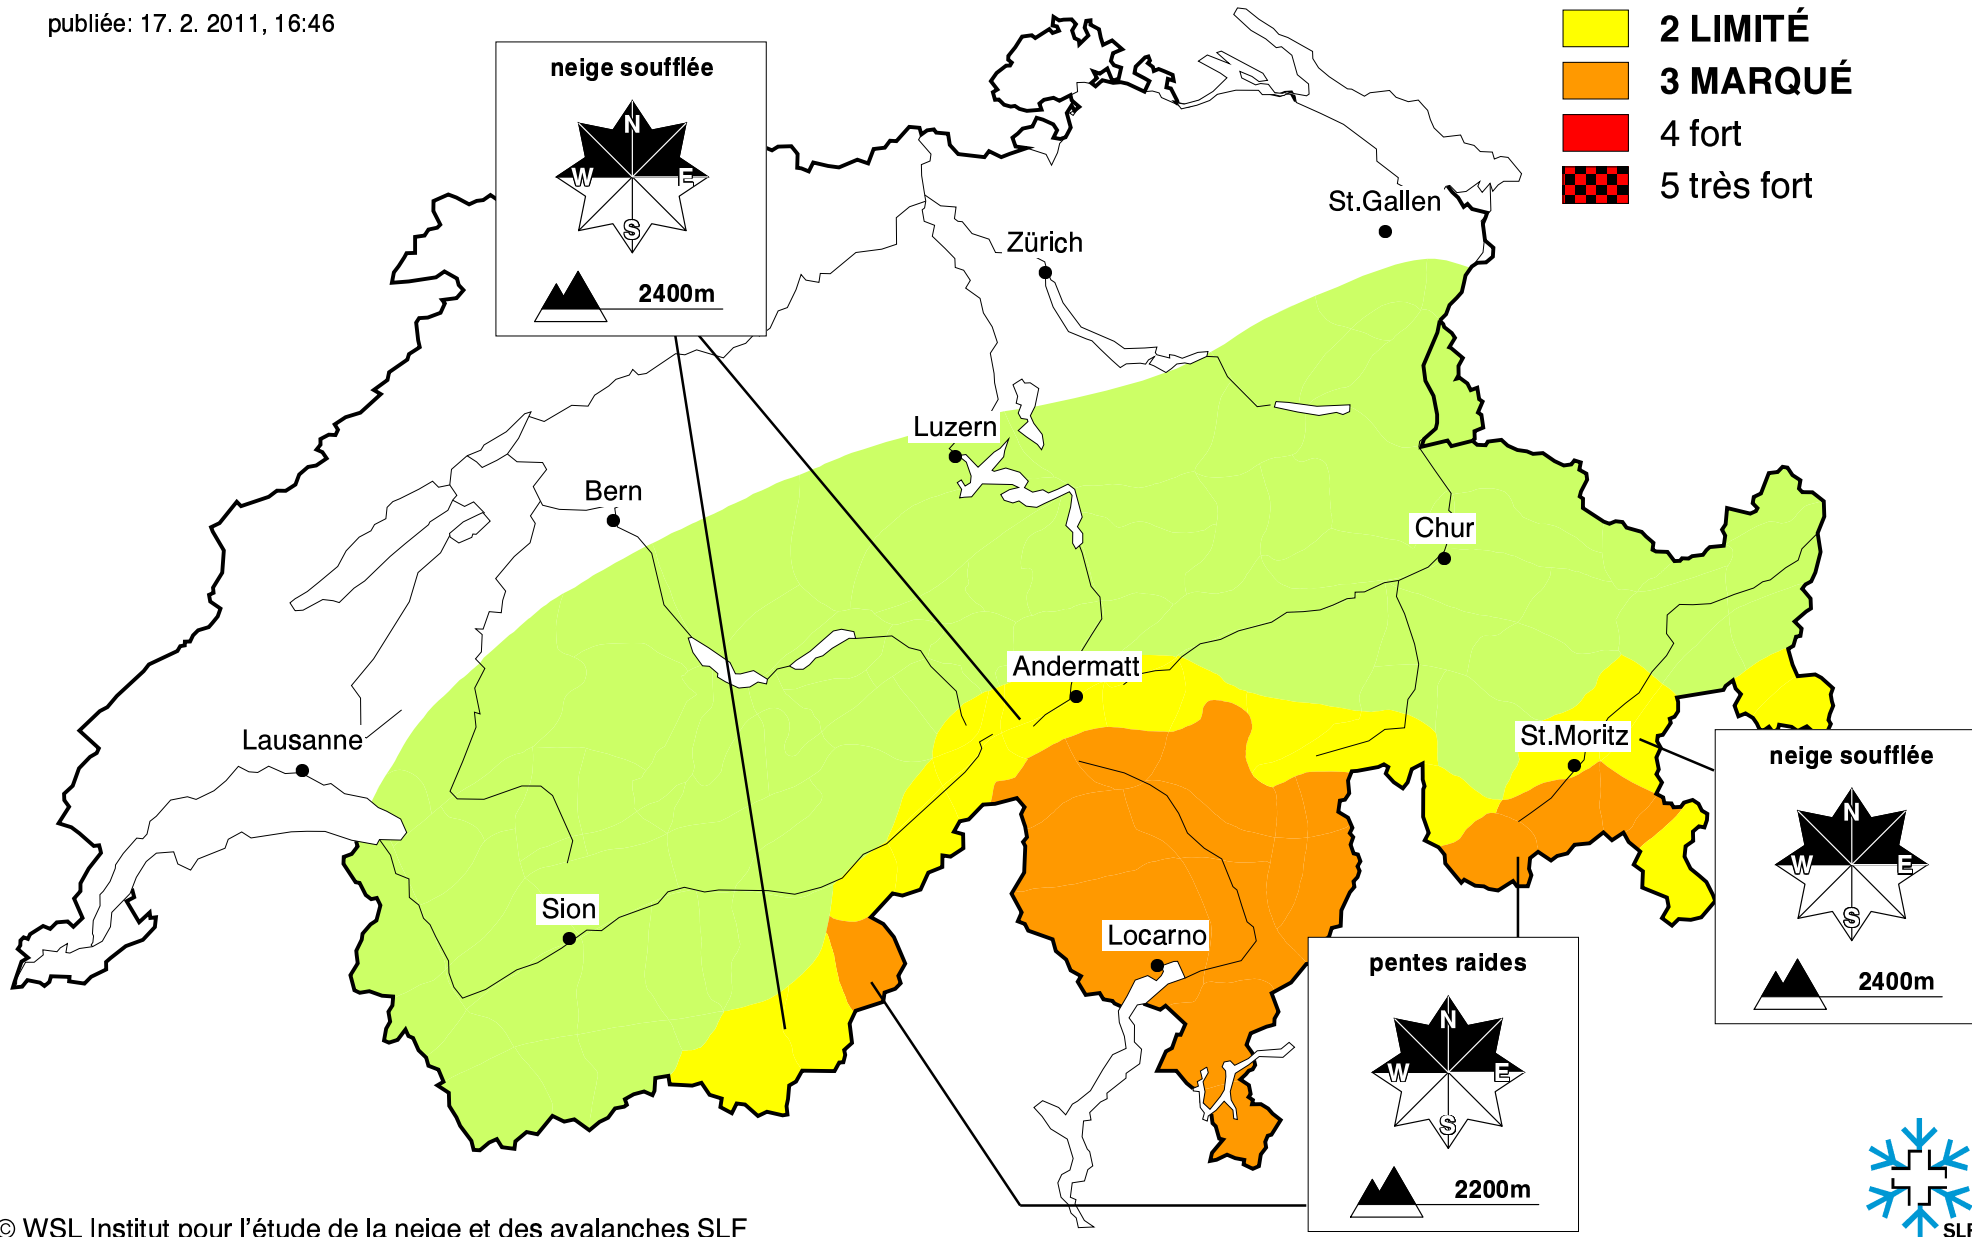 publiée: 17. 2. 2011, 16:46
2 LIMITÉ
3 MARQUÉ
4 fort
5 très fort
neige soufflée
N
W
E
S
2400m
St.Gallen
Zürich
Luzern
Bern
Chur
Andermatt
Lausanne
St.Moritz
neige soufflée
N
W
E
S
2400m
Sion
Locarno
pentes raides
N
W
E
S
2200m
© WSL Institut pour l'étude de la neige et des avalanches SLF
SLF